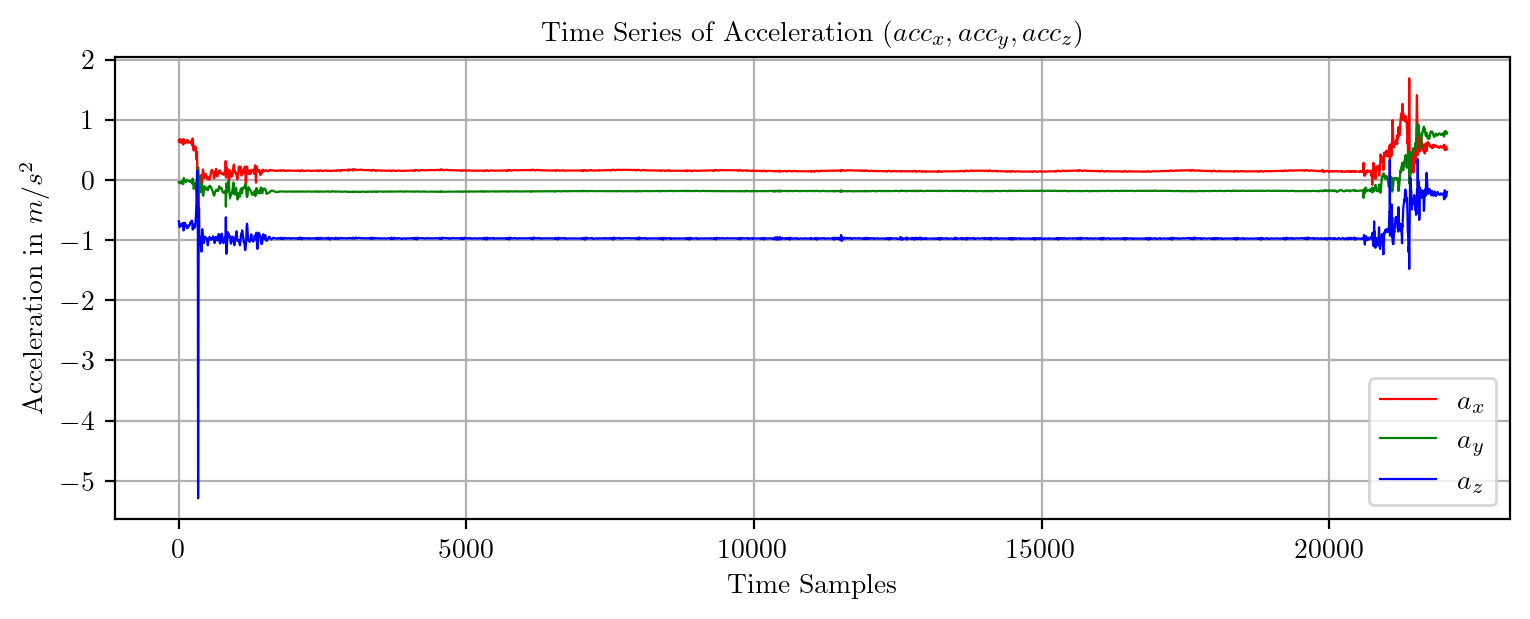 Time Series of Acceleration (acc_x, acc_y, acc_z)
Acceleration in m/s^2
2
1
0
−1
−2
−3
−4
−5
a_x
a_y
a_z
0 5000 10000 15000 20000
Time Samples